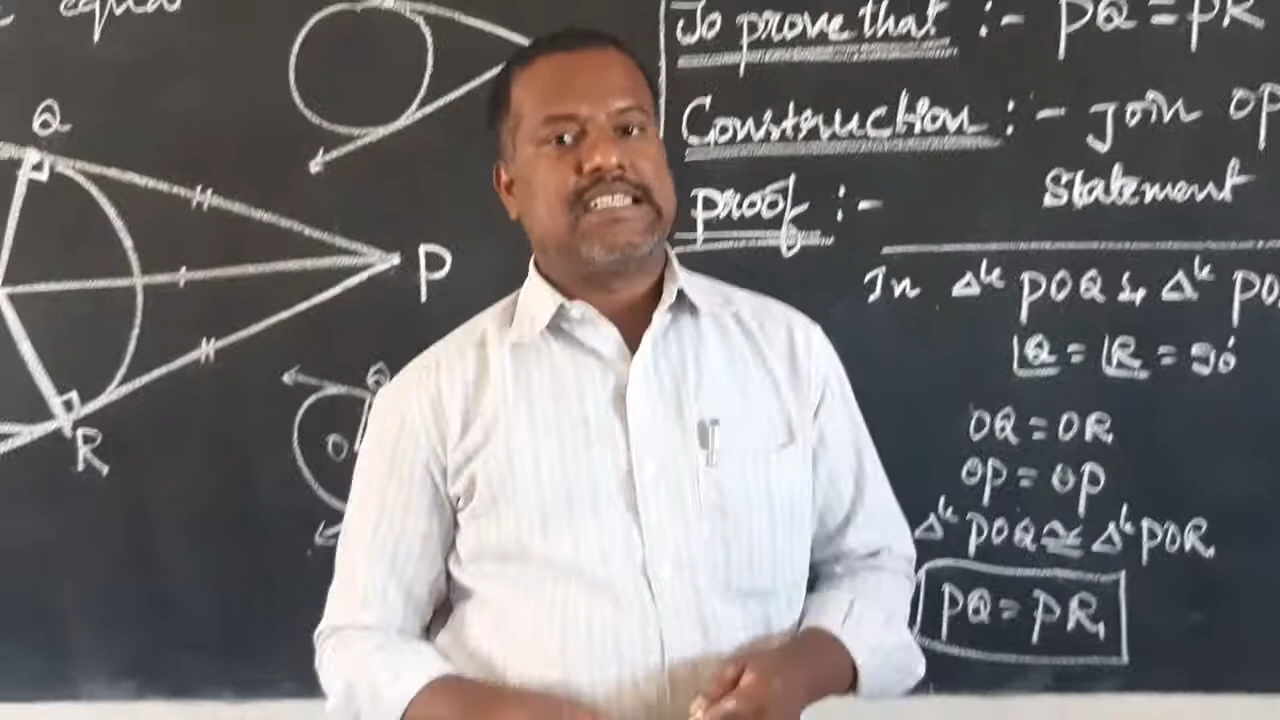 equal
To prove that :- PQ = PR
Construction :- Join OP
Proof :-
Statement
In Δle POQ & Δle PO
∠Q = ∠R = 90°
OQ = OR
OP = OP
Δle POQ ≅ Δle POR
PQ = PR
Q
P
R
Q
O